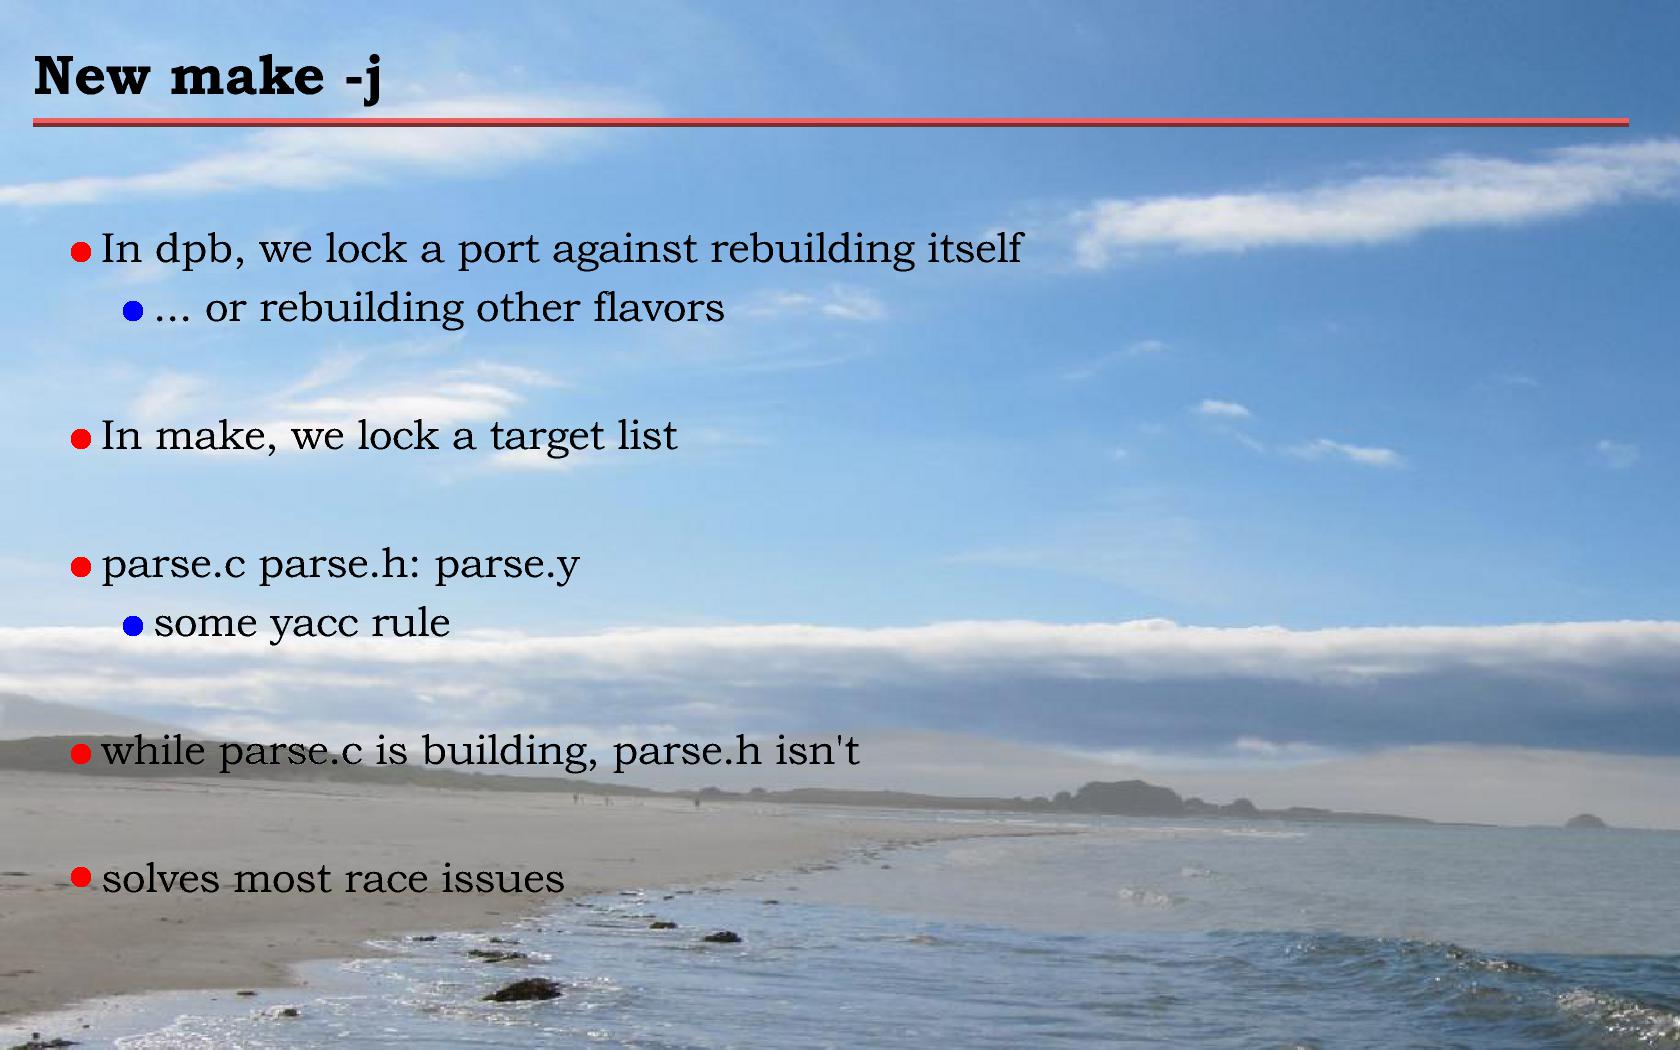 New make -j
In dpb, we lock a port against rebuilding itself
... or rebuilding other flavors
In make, we lock a target list
parse.c parse.h: parse.y
some yacc rule
while parse.c is building, parse.h isn't
solves most race issues